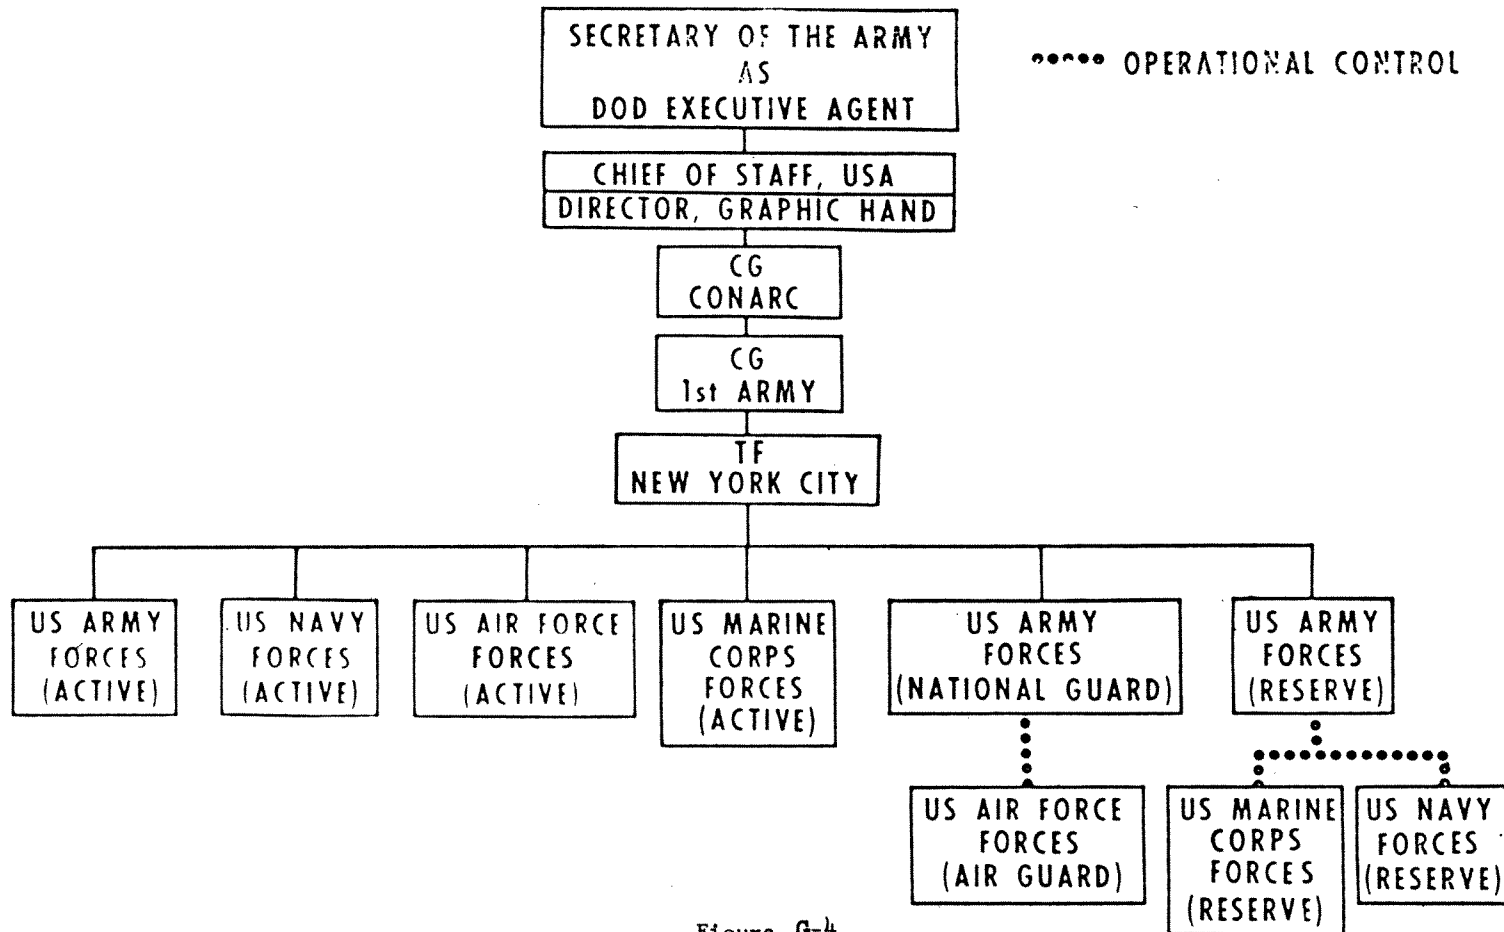 SECRETARY OF THE ARMY
AS
DOD EXECUTIVE AGENT
OPERATIONAL CONTROL
CHIEF OF STAFF, USA
DIRECTOR, GRAPHIC HAND
CG
CONARC
CG
1st ARMY
TF
NEW YORK CITY
US ARMY
FORCES
(ACTIVE)
US NAVY
FORCES
(ACTIVE)
US AIR FORCE
FORCES
(ACTIVE)
US MARINE
CORPS
FORCES
(ACTIVE)
US ARMY
FORCES
(NATIONAL GUARD)
US ARMY
FORCES
(RESERVE)
US AIR FORCE
FORCES
(AIR GUARD)
US MARINE
CORPS
FORCES
(RESERVE)
US NAVY
FORCES
(RESERVE)
Figure G-4